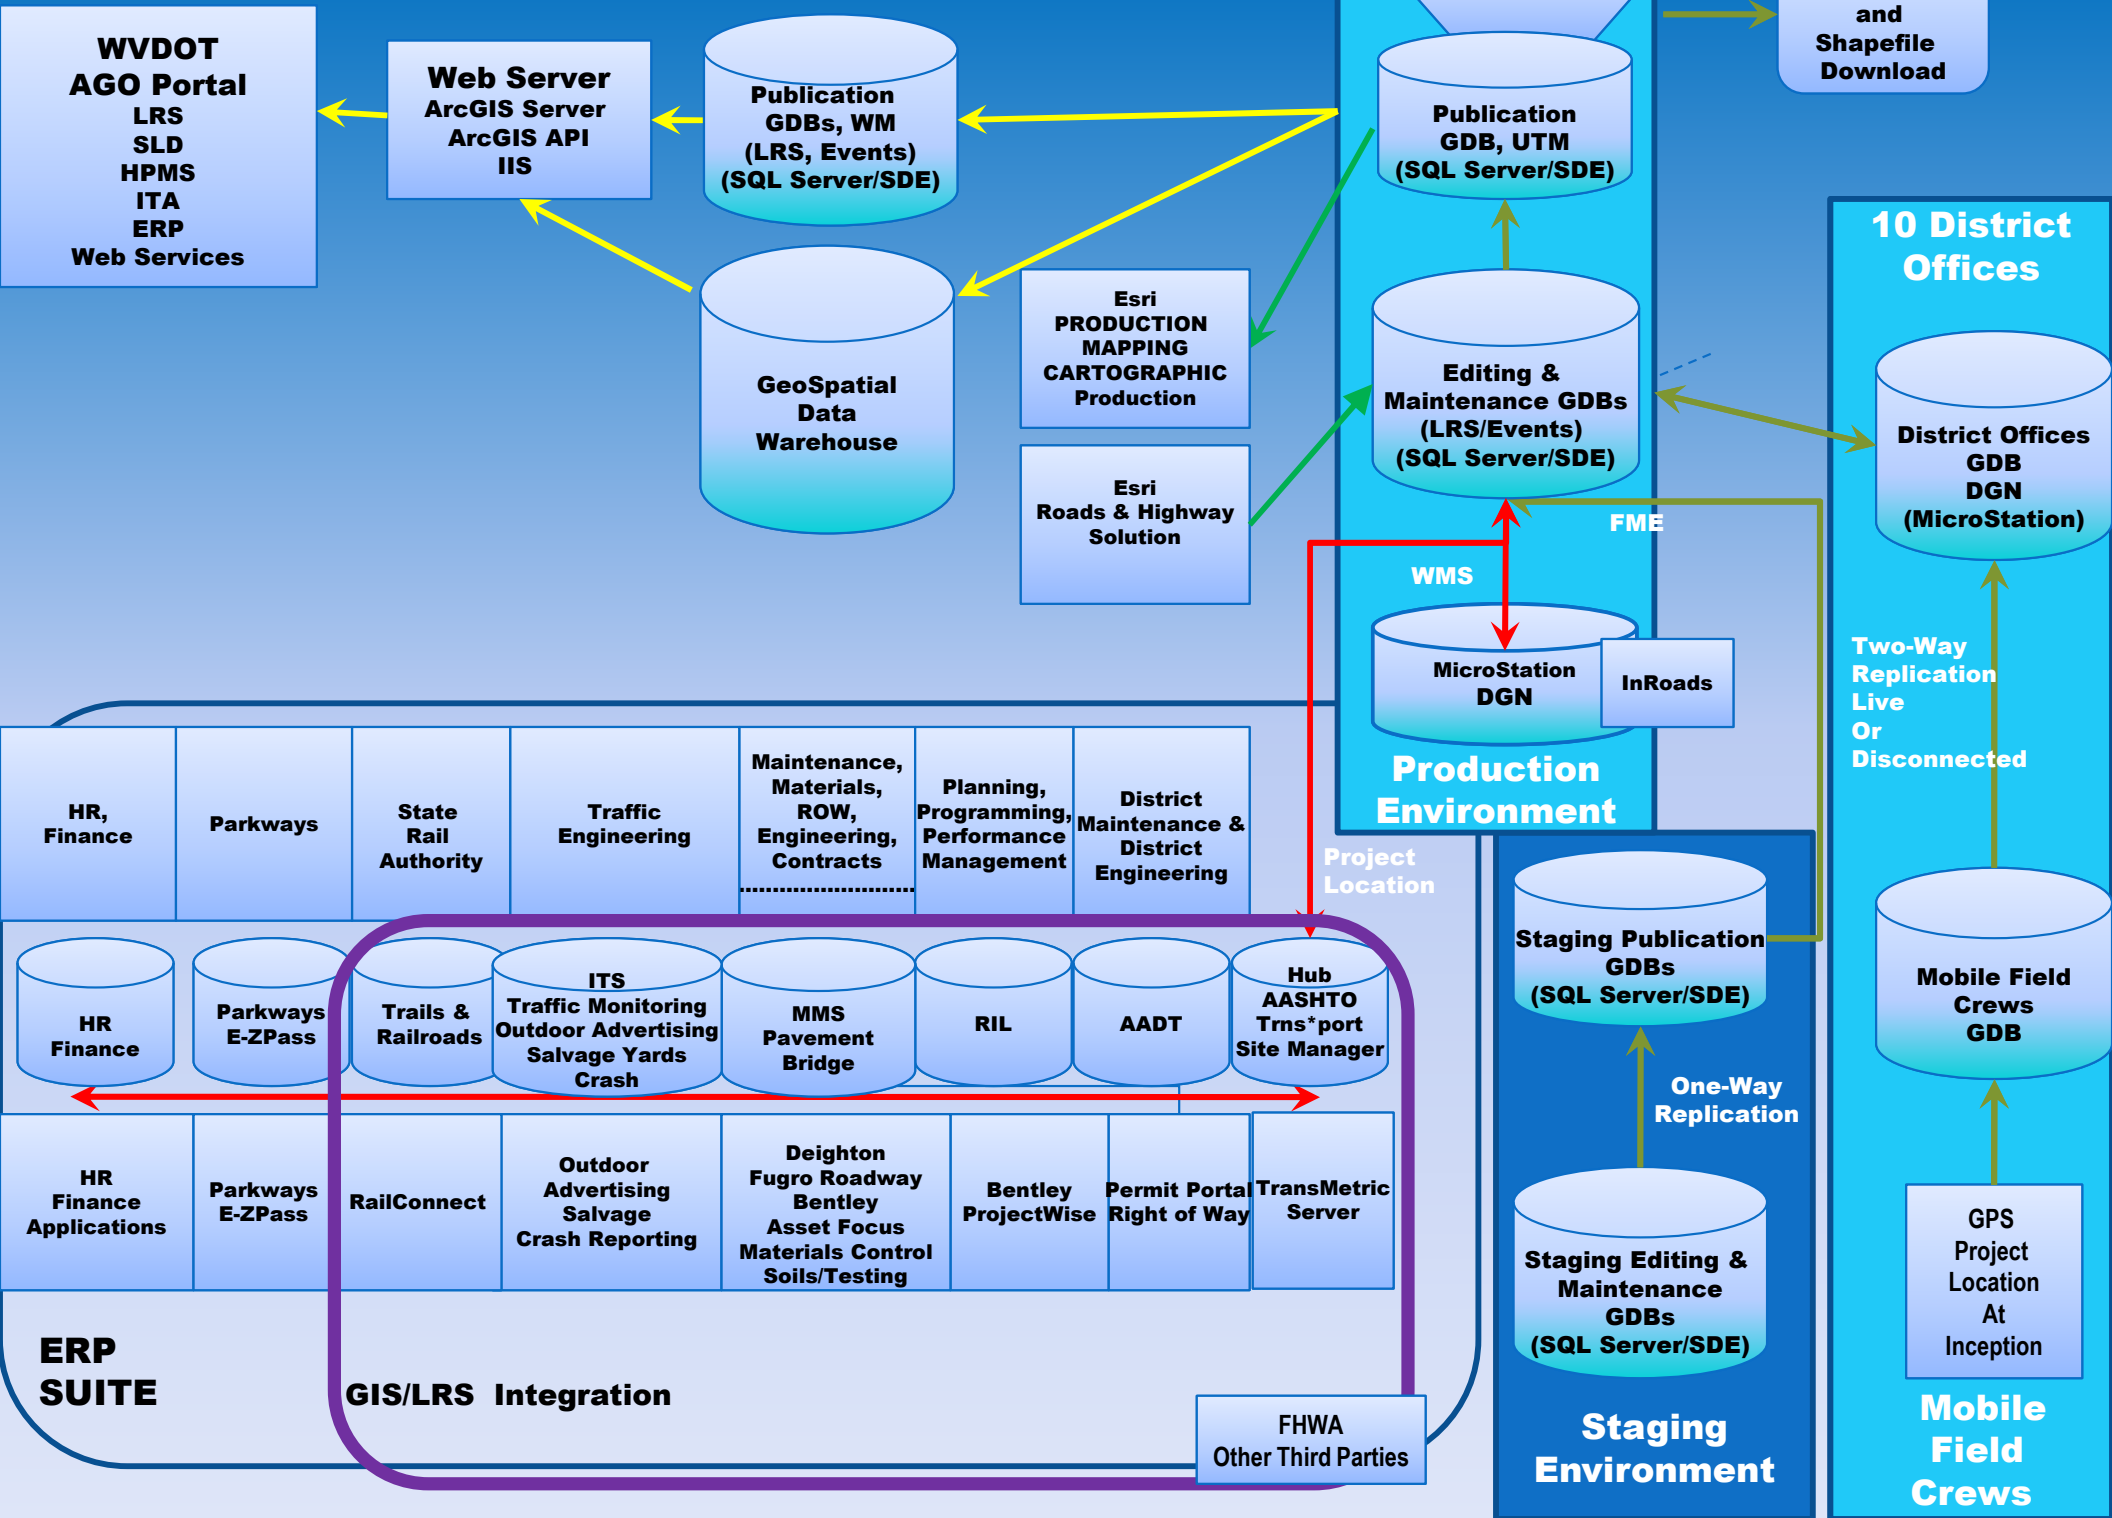 WVDOT
AGO Portal
LRS
SLD
HPMS
ITA
ERP
Web Services
Web Server
ArcGIS Server
ArcGIS API
IIS
Publication
GDBs, WM
(LRS, Events)
(SQL Server/SDE)
GeoSpatial
Data
Warehouse
Esri
PRODUCTION
MAPPING
CARTOGRAPHIC
Production
Esri
Roads & Highway
Solution
Publication
GDB, UTM
(SQL Server/SDE)
Editing &
Maintenance GDBs
(LRS/Events)
(SQL Server/SDE)
FME
WMS
MicroStation
DGN
InRoads
Production
Environment
and
Shapefile
Download
10 District
Offices
District Offices
GDB
DGN
(MicroStation)
Two-Way
Replication
Live
Or
Disconnected
Mobile Field
Crews
GDB
GPS
Project
Location
At
Inception
Mobile
Field
Crews
Project
Location
Staging Publication
GDBs
(SQL Server/SDE)
One-Way
Replication
Staging Editing &
Maintenance
GDBs
(SQL Server/SDE)
Staging
Environment
HR,
Finance
Parkways
State
Rail
Authority
Traffic
Engineering
Maintenance,
Materials,
ROW,
Engineering,
Contracts
Planning,
Programming,
Performance
Management
District
Maintenance &
District
Engineering
HR
Finance
Parkways
E-ZPass
Trails &
Railroads
ITS
Traffic Monitoring
Outdoor Advertising
Salvage Yards
Crash
MMS
Pavement
Bridge
RIL
AADT
Hub
AASHTO
Trns*port
Site Manager
HR
Finance
Applications
Parkways
E-ZPass
RailConnect
Outdoor
Advertising
Salvage
Crash Reporting
Deighton
Fugro Roadway
Bentley
Asset Focus
Materials Control
Soils/Testing
Bentley
ProjectWise
Permit Portal
Right of Way
TransMetric
Server
ERP
SUITE
GIS/LRS Integration
FHWA
Other Third Parties